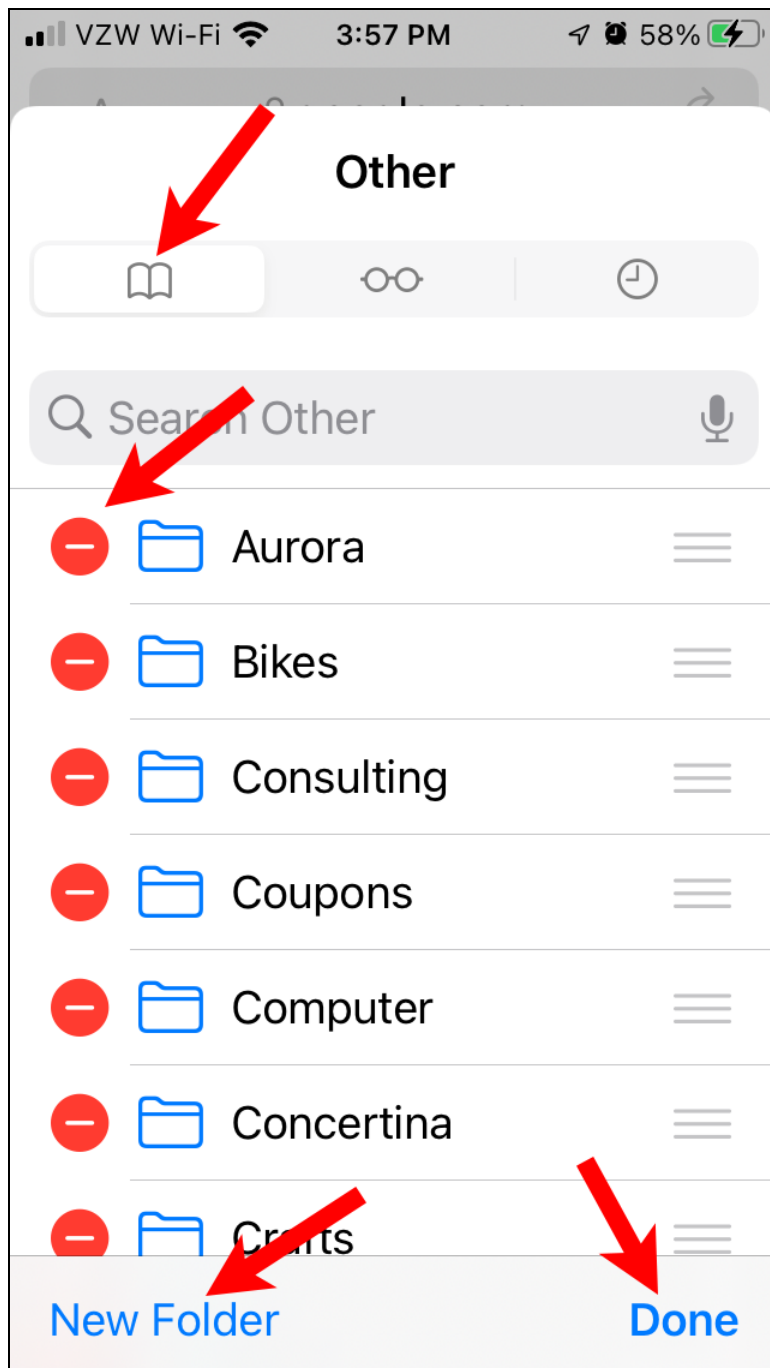 VZW Wi-Fi 3:57 PM 58%
Other
Search Other
Aurora
Bikes
Consulting
Coupons
Computer
Concertina
Crafts
New Folder Done